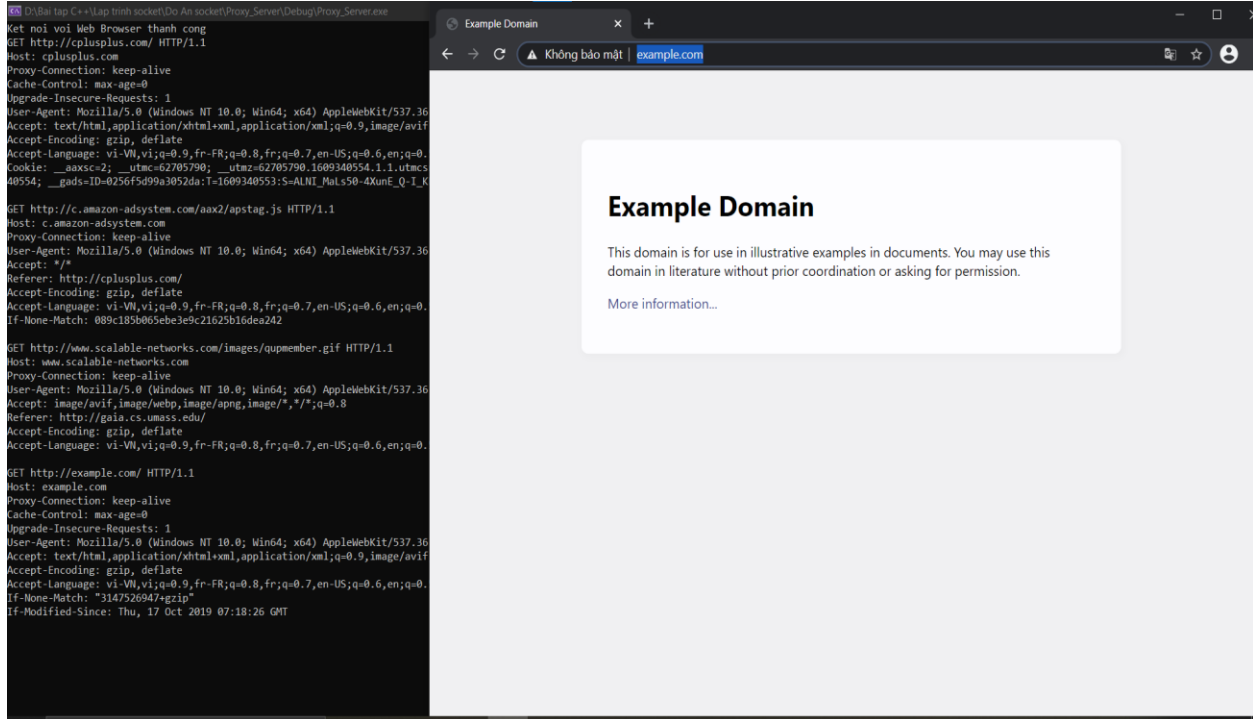 D:\Bai tap C++\Lap trinh socket\Do An socket\Proxy_Server\Debug\Proxy_Server.exe
Ket noi voi Web Browser thanh cong
GET http://cplusplus.com/ HTTP/1.1
Host: cplusplus.com
Proxy-Connection: keep-alive
Cache-Control: max-age=0
Upgrade-Insecure-Requests: 1
User-Agent: Mozilla/5.0 (Windows NT 10.0; Win64; x64) AppleWebKit/537.36
Accept: text/html,application/xhtml+xml,application/xml;q=0.9,image/avif
Accept-Encoding: gzip, deflate
Accept-Language: vi-VN,vi;q=0.9,fr-FR;q=0.8,fr;q=0.7,en-US;q=0.6,en;q=0.
Cookie: __aaxsc=2; __utmc=62705790; __utmz=62705790.1609340554.1.1.utmcs
40554; __gads=ID=0256f5d99a3052da:T=1609340553:S=ALNI_MaLs50-4XunE_Q-I_K
GET http://c.amazon-adsystem.com/aax2/apstag.js HTTP/1.1
Host: c.amazon-adsystem.com
Proxy-Connection: keep-alive
User-Agent: Mozilla/5.0 (Windows NT 10.0; Win64; x64) AppleWebKit/537.36
Accept: */*
Referer: http://cplusplus.com/
Accept-Encoding: gzip, deflate
Accept-Language: vi-VN,vi;q=0.9,fr-FR;q=0.8,fr;q=0.7,en-US;q=0.6,en;q=0.
If-None-Match: 089c185b065ebe3e9c21625b16dea242
GET http://www.scalable-networks.com/images/qupmember.gif HTTP/1.1
Host: www.scalable-networks.com
Proxy-Connection: keep-alive
User-Agent: Mozilla/5.0 (Windows NT 10.0; Win64; x64) AppleWebKit/537.36
Accept: image/avif,image/webp,image/apng,image/*,*/*;q=0.8
Referer: http://gaia.cs.umass.edu/
Accept-Encoding: gzip, deflate
Accept-Language: vi-VN,vi;q=0.9,fr-FR;q=0.8,fr;q=0.7,en-US;q=0.6,en;q=0.
GET http://example.com/ HTTP/1.1
Host: example.com
Proxy-Connection: keep-alive
Cache-Control: max-age=0
Upgrade-Insecure-Requests: 1
User-Agent: Mozilla/5.0 (Windows NT 10.0; Win64; x64) AppleWebKit/537.36
Accept: text/html,application/xhtml+xml,application/xml;q=0.9,image/avif
Accept-Encoding: gzip, deflate
Accept-Language: vi-VN,vi;q=0.9,fr-FR;q=0.8,fr;q=0.7,en-US;q=0.6,en;q=0.
If-None-Match: "3147526947+gzip"
If-Modified-Since: Thu, 17 Oct 2019 07:18:26 GMT
Example Domain
Không bảo mật | example.com
Example Domain
This domain is for use in illustrative examples in documents. You may use this
domain in literature without prior coordination or asking for permission.
More information...